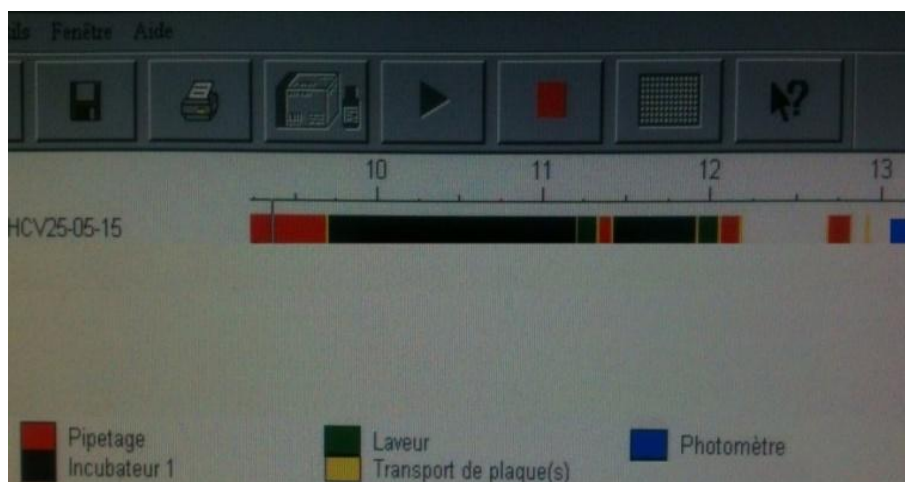 ils Fenêtre Aide
?
10 11 12 13
HCV25-05-15
Pipetage Laveur Photomètre
Incubateur 1 Transport de plaque(s)